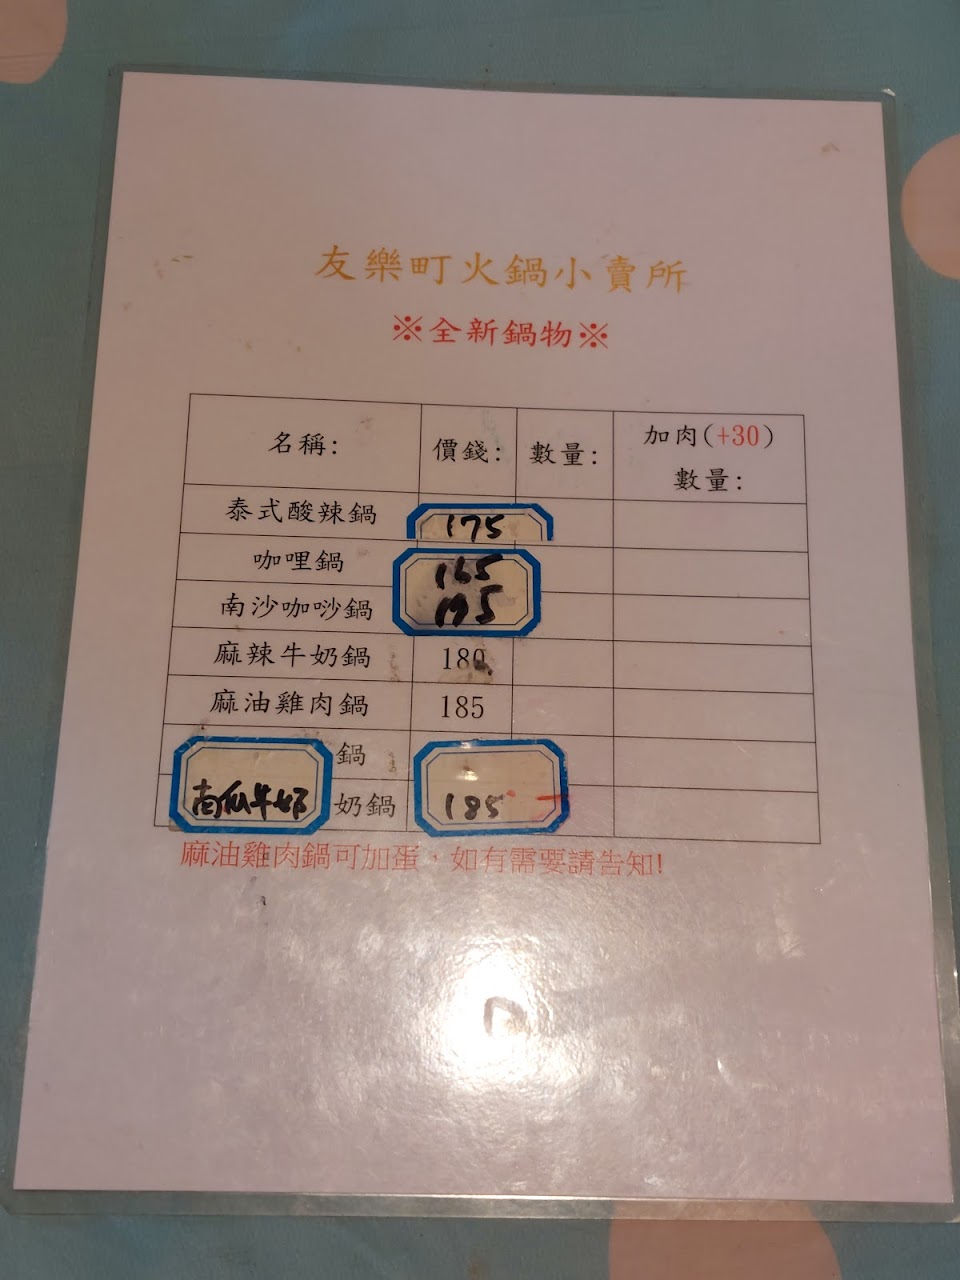 友樂町火鍋小賣所
※全新鍋物※
名稱: 價錢: 數量: 加肉(+30)
數量:
泰式酸辣鍋 175
咖哩鍋 165
南沙咖吵鍋 195
麻辣牛奶鍋 180
麻油雞肉鍋 185
鍋
南瓜牛奶 奶鍋 185
麻油雞肉鍋可加蛋，如有需要請告知!